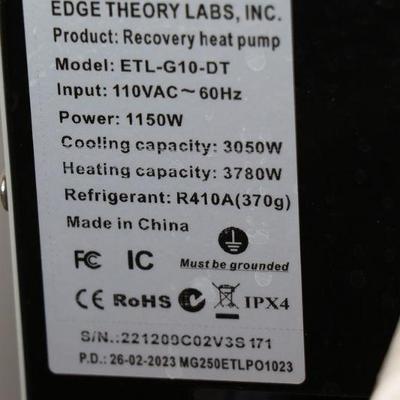 EDGE THEORY LABS, INC.
Product: Recovery heat pump
Model: ETL-G10-DT
Input: 110VAC~60Hz
Power: 1150W
Cooling capacity: 3050W
Heating capacity: 3780W
Refrigerant: R410A(370g)
Made in China
FC IC Must be grounded
CE RoHS IPX4
S/N.:221209C02V3S171
P.D.: 26-02-2023 MG250ETLPO1023